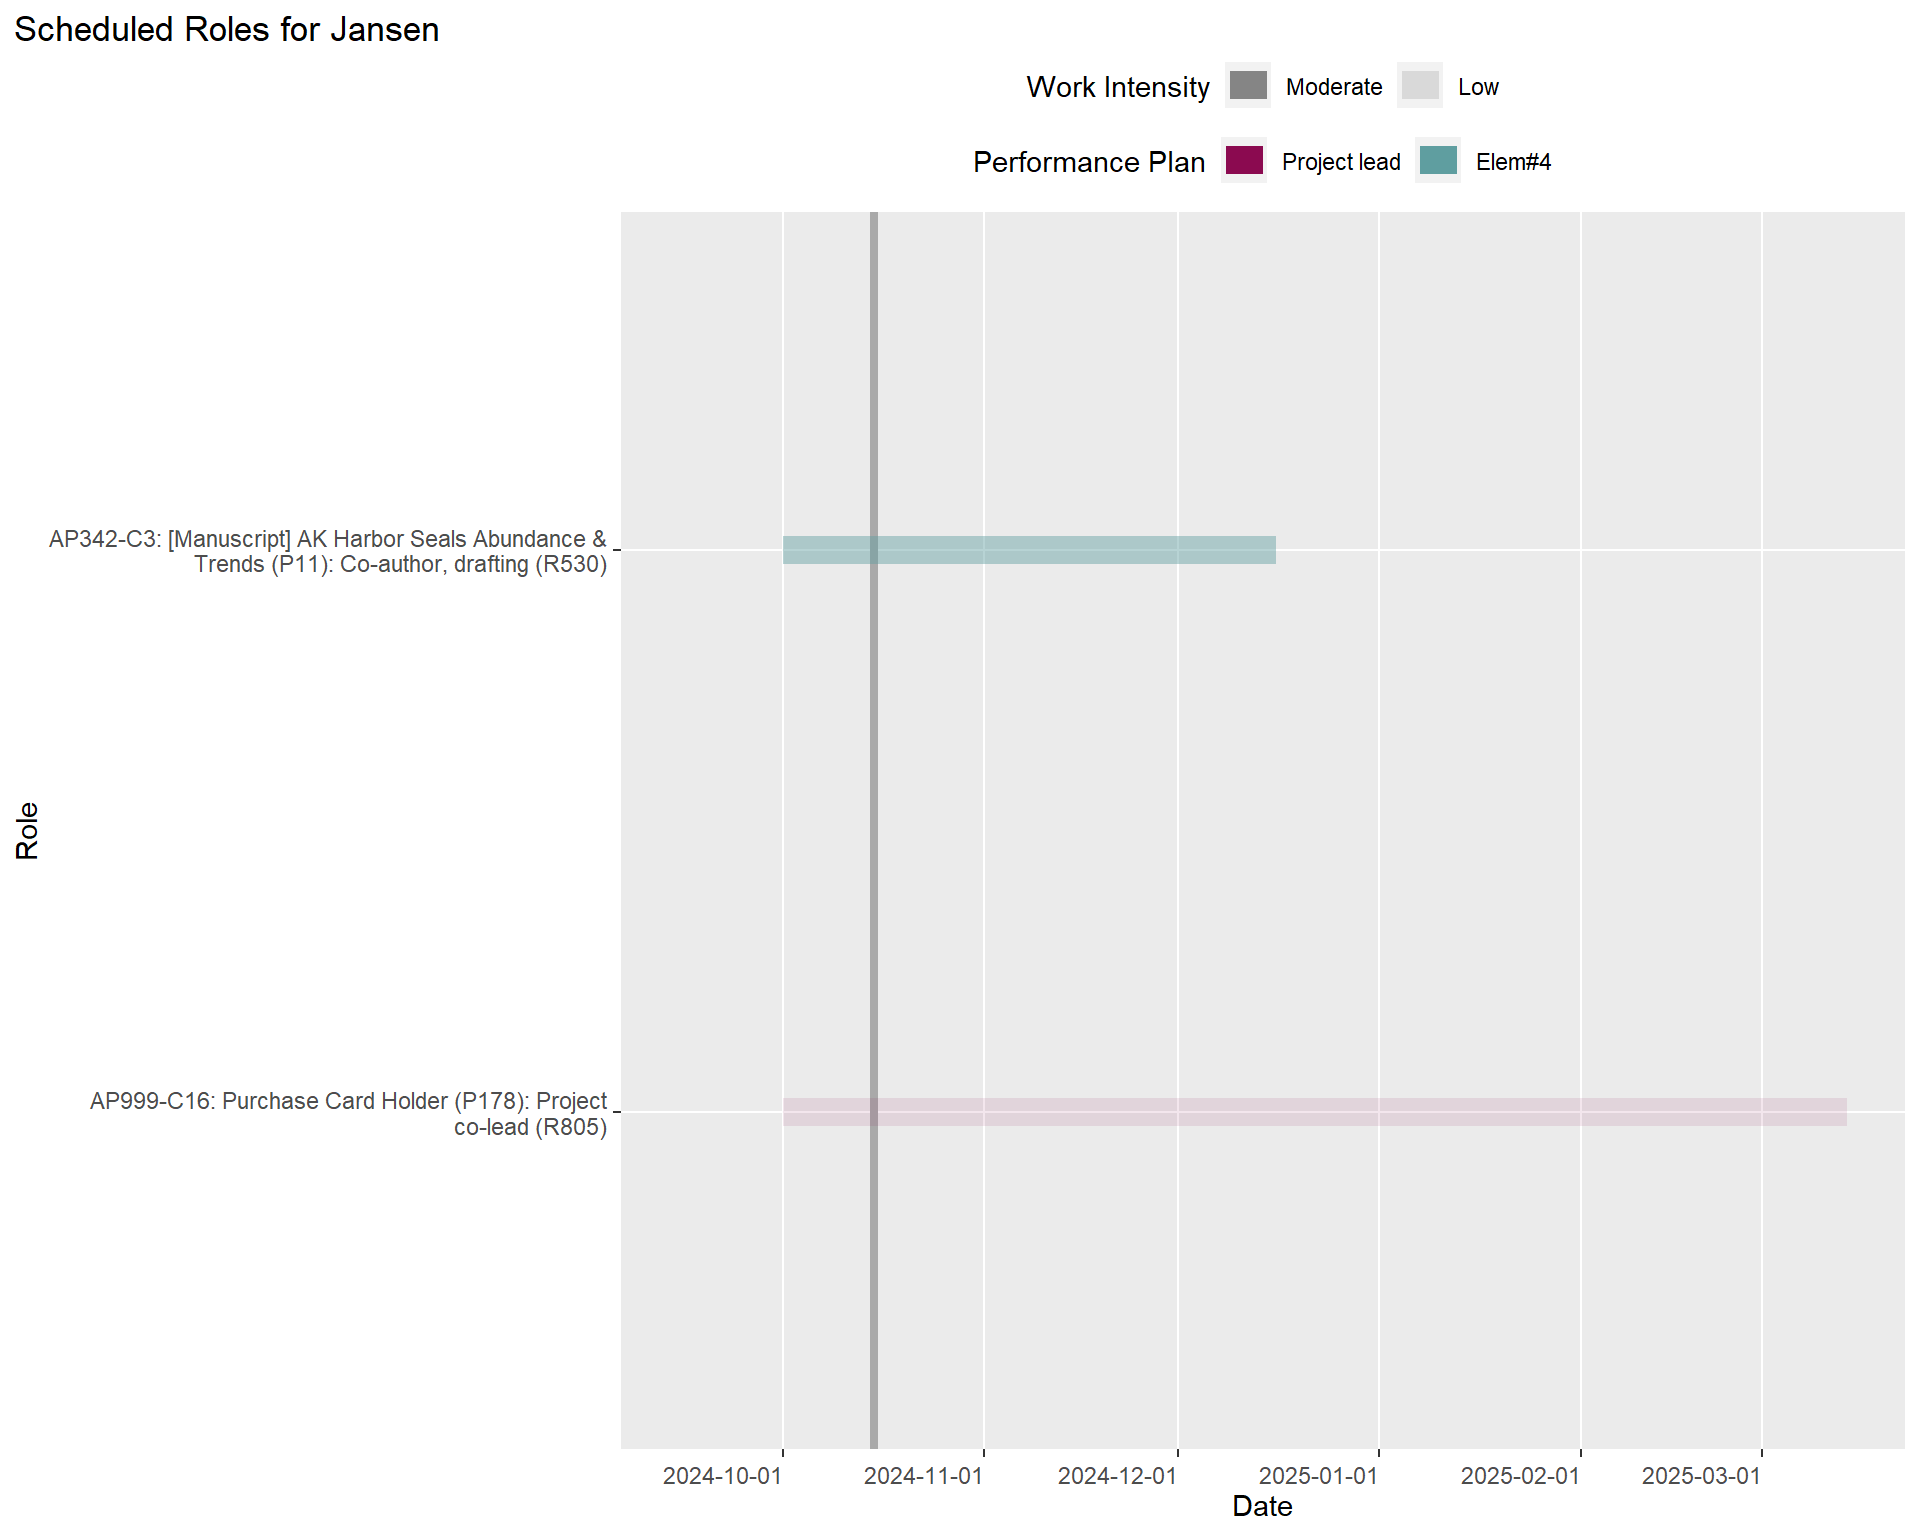 Scheduled Roles for Jansen
Work Intensity Moderate Low
Performance Plan Project lead Elem#4
AP342-C3: [Manuscript] AK Harbor Seals Abundance &
Trends (P11): Co-author, drafting (R530)
Role
AP999-C16: Purchase Card Holder (P178): Project
co-lead (R805)
2024-10-01 2024-11-01 2024-12-01 2025-01-01 2025-02-01 2025-03-01
Date